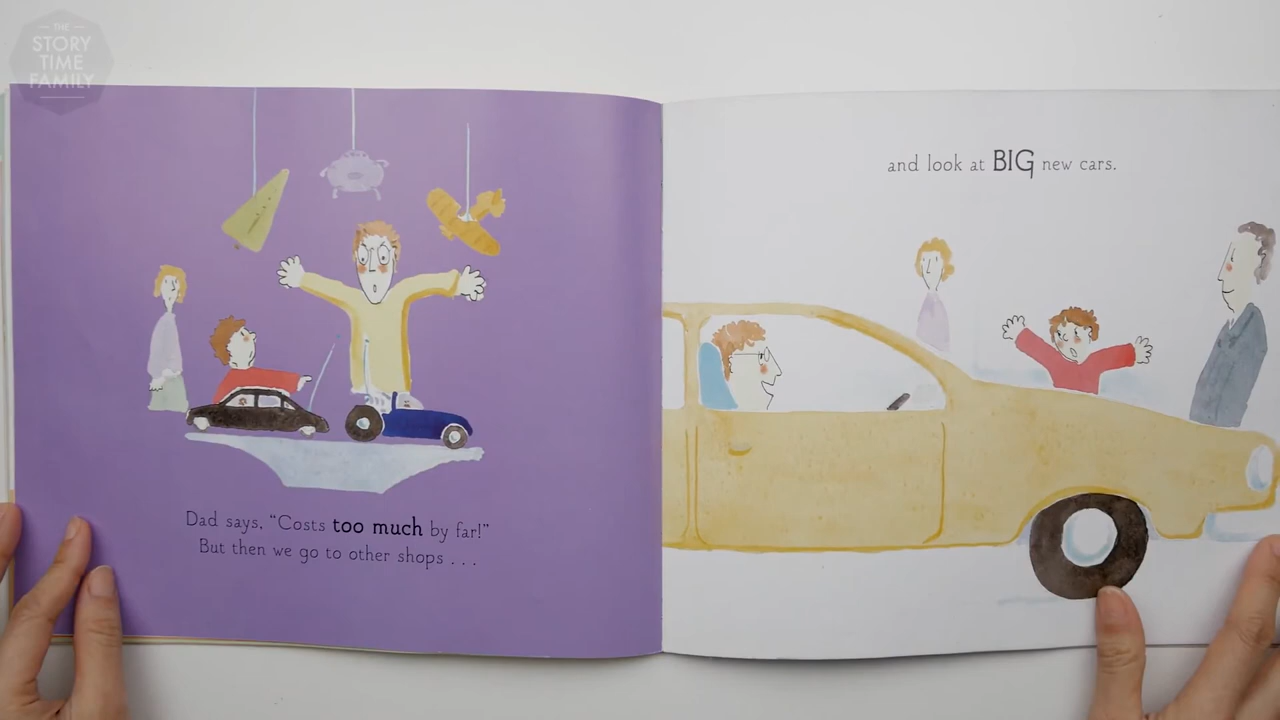 THE
STORY
TIME
FAMILY
Dad says, “Costs too much by far!”
But then we go to other shops . . .
and look at BIG new cars.